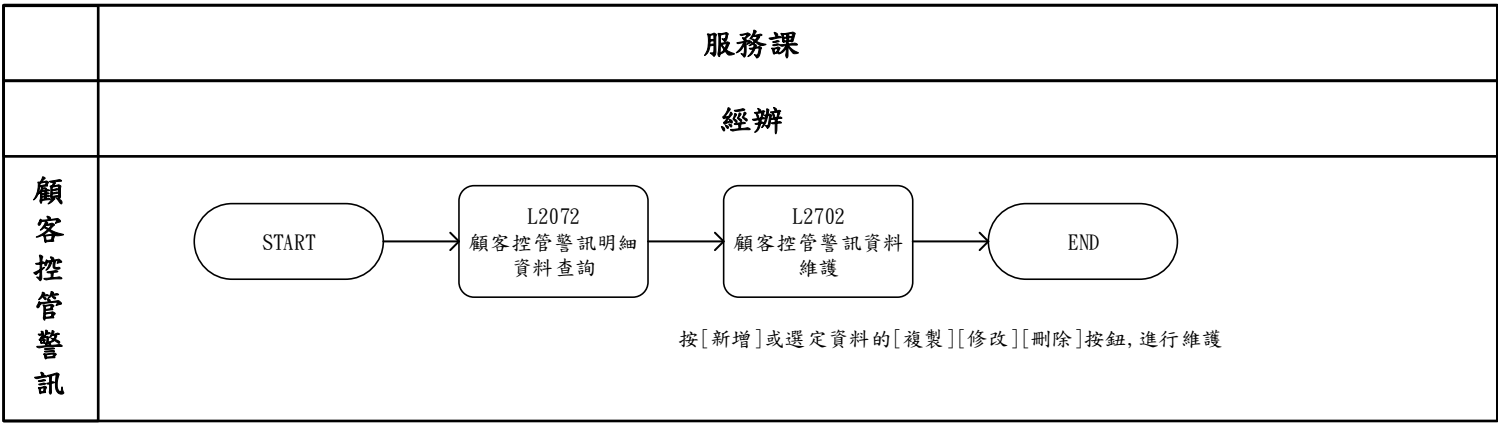 服務課
經辦
顧
客
控
管
警
訊
START
L2072
顧客控管警訊明細
資料查詢
L2702
顧客控管警訊資料
維護
END
按[新增]或選定資料的[複製][修改][刪除]按鈕,進行維護